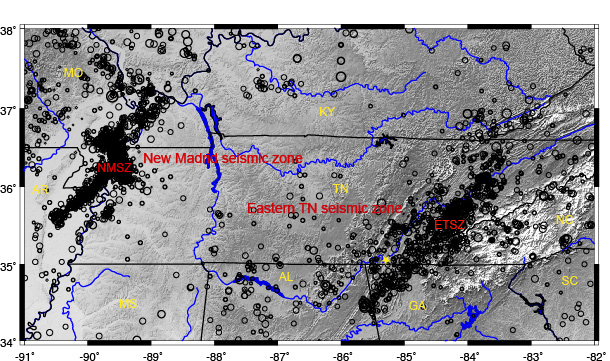 38°
MO
37°
KY
New Madrid seismic zone
NMSZ
36°
AR
TN
Eastern TN seismic zone
NC
ETSZ
35°
AL
SC
MS
GA
34°
-91° -90° -89° -88° -87° -86° -85° -84° -83° -82°